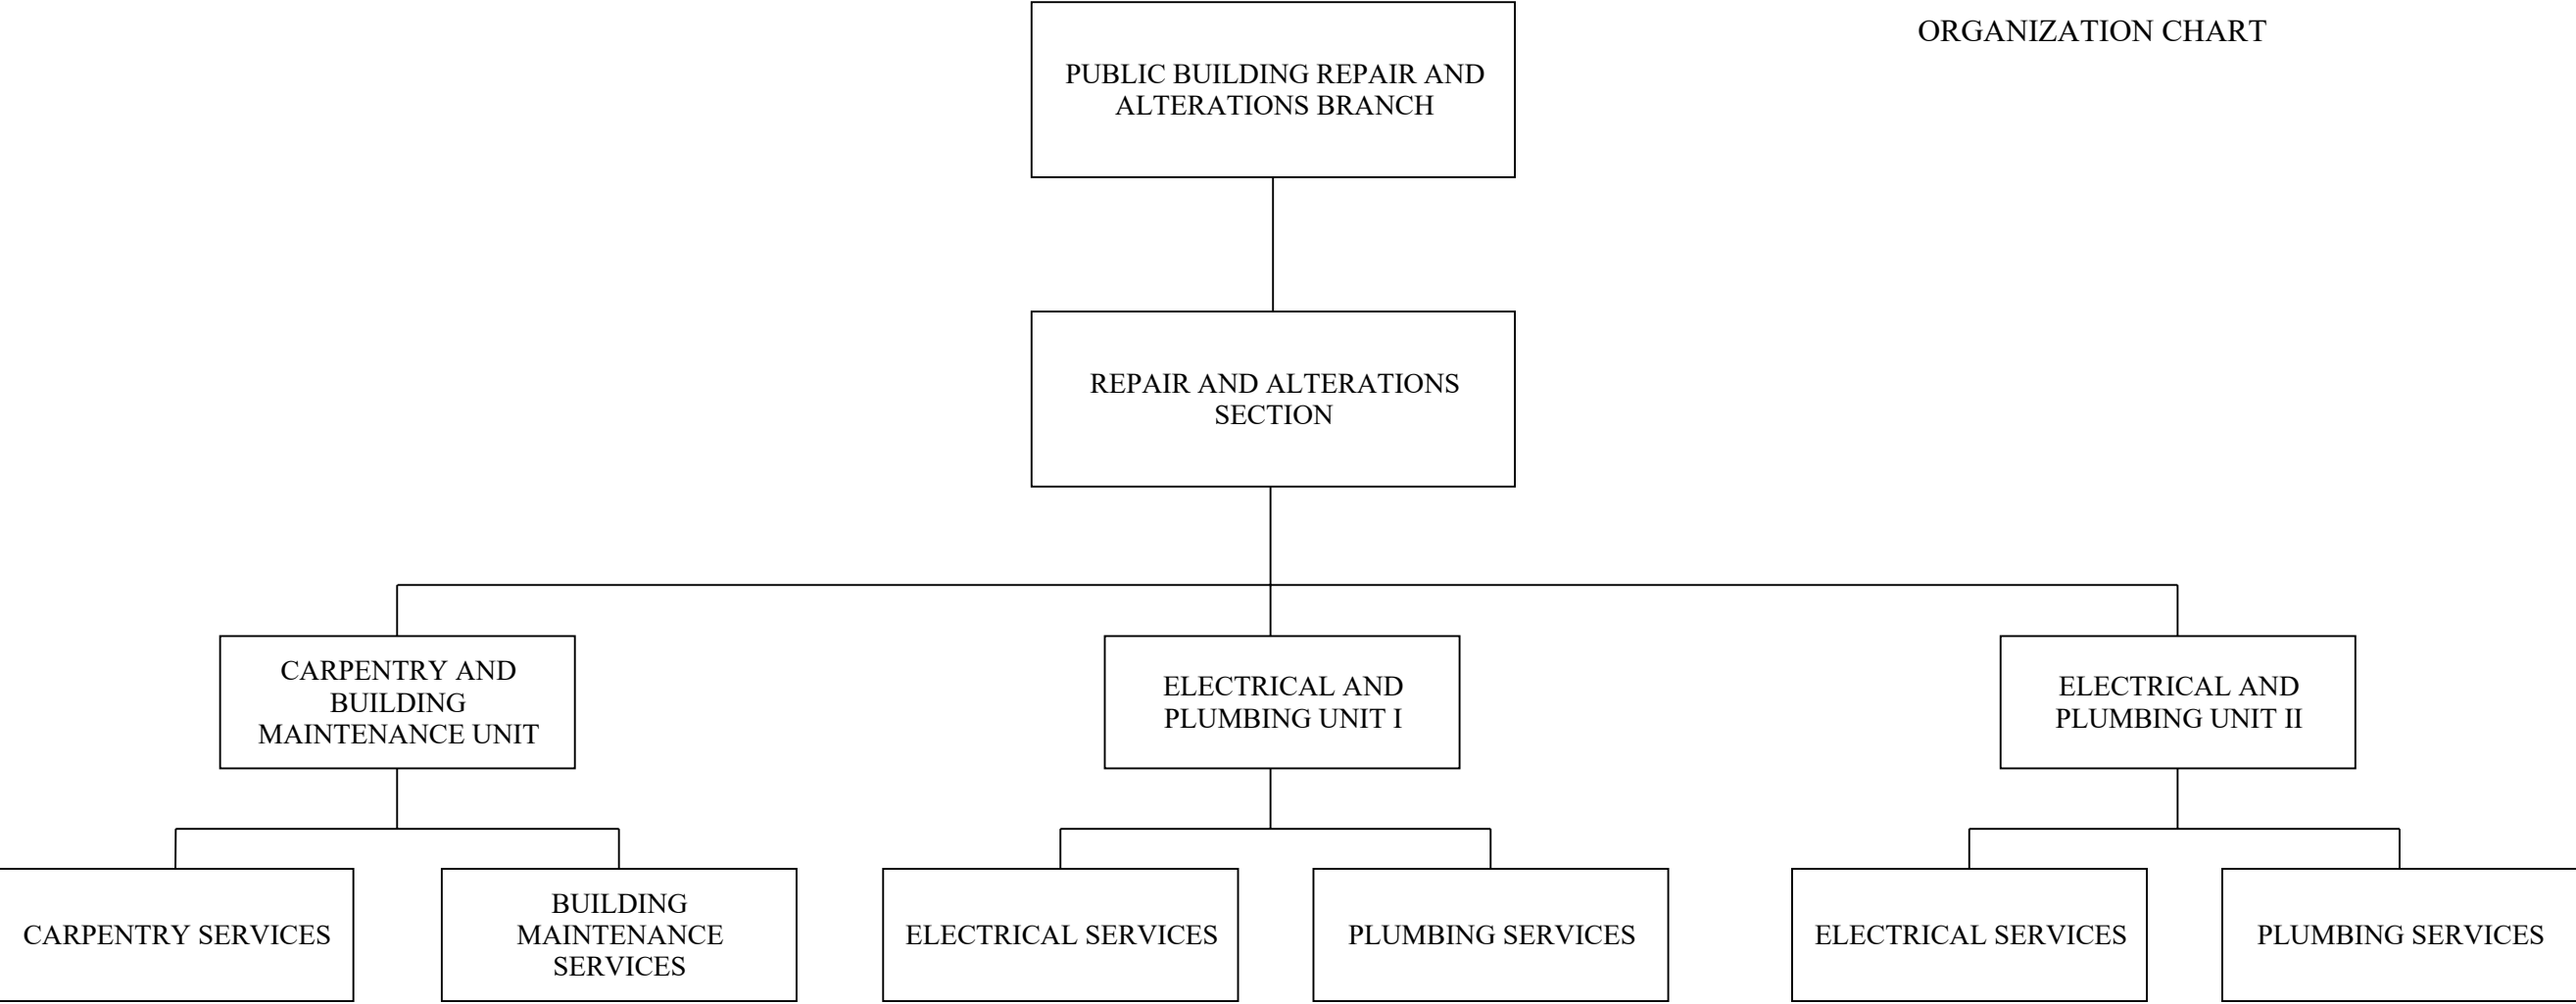 ORGANIZATION CHART
PUBLIC BUILDING REPAIR AND
ALTERATIONS BRANCH
REPAIR AND ALTERATIONS
SECTION
CARPENTRY AND
BUILDING
MAINTENANCE UNIT
ELECTRICAL AND
PLUMBING UNIT I
ELECTRICAL AND
PLUMBING UNIT II
CARPENTRY SERVICES
BUILDING
MAINTENANCE
SERVICES
ELECTRICAL SERVICES
PLUMBING SERVICES
ELECTRICAL SERVICES
PLUMBING SERVICES